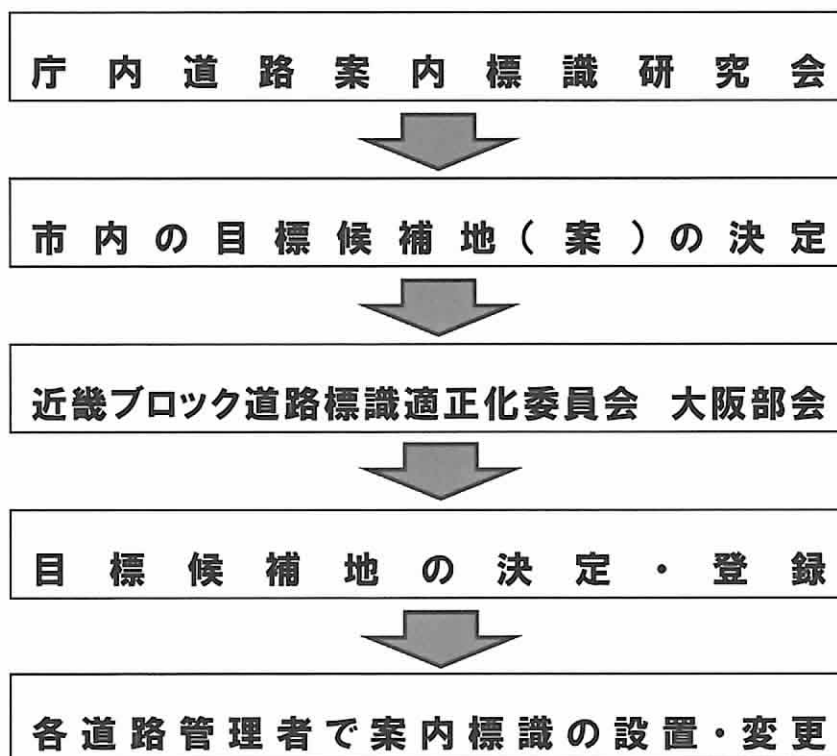 庁内道路案内標識研究会
市内の目標候補地(案)の決定
近畿ブロック道路標識適正化委員会 大阪部会
目標候補地の決定・登録
各道路管理者で案内標識の設置・変更